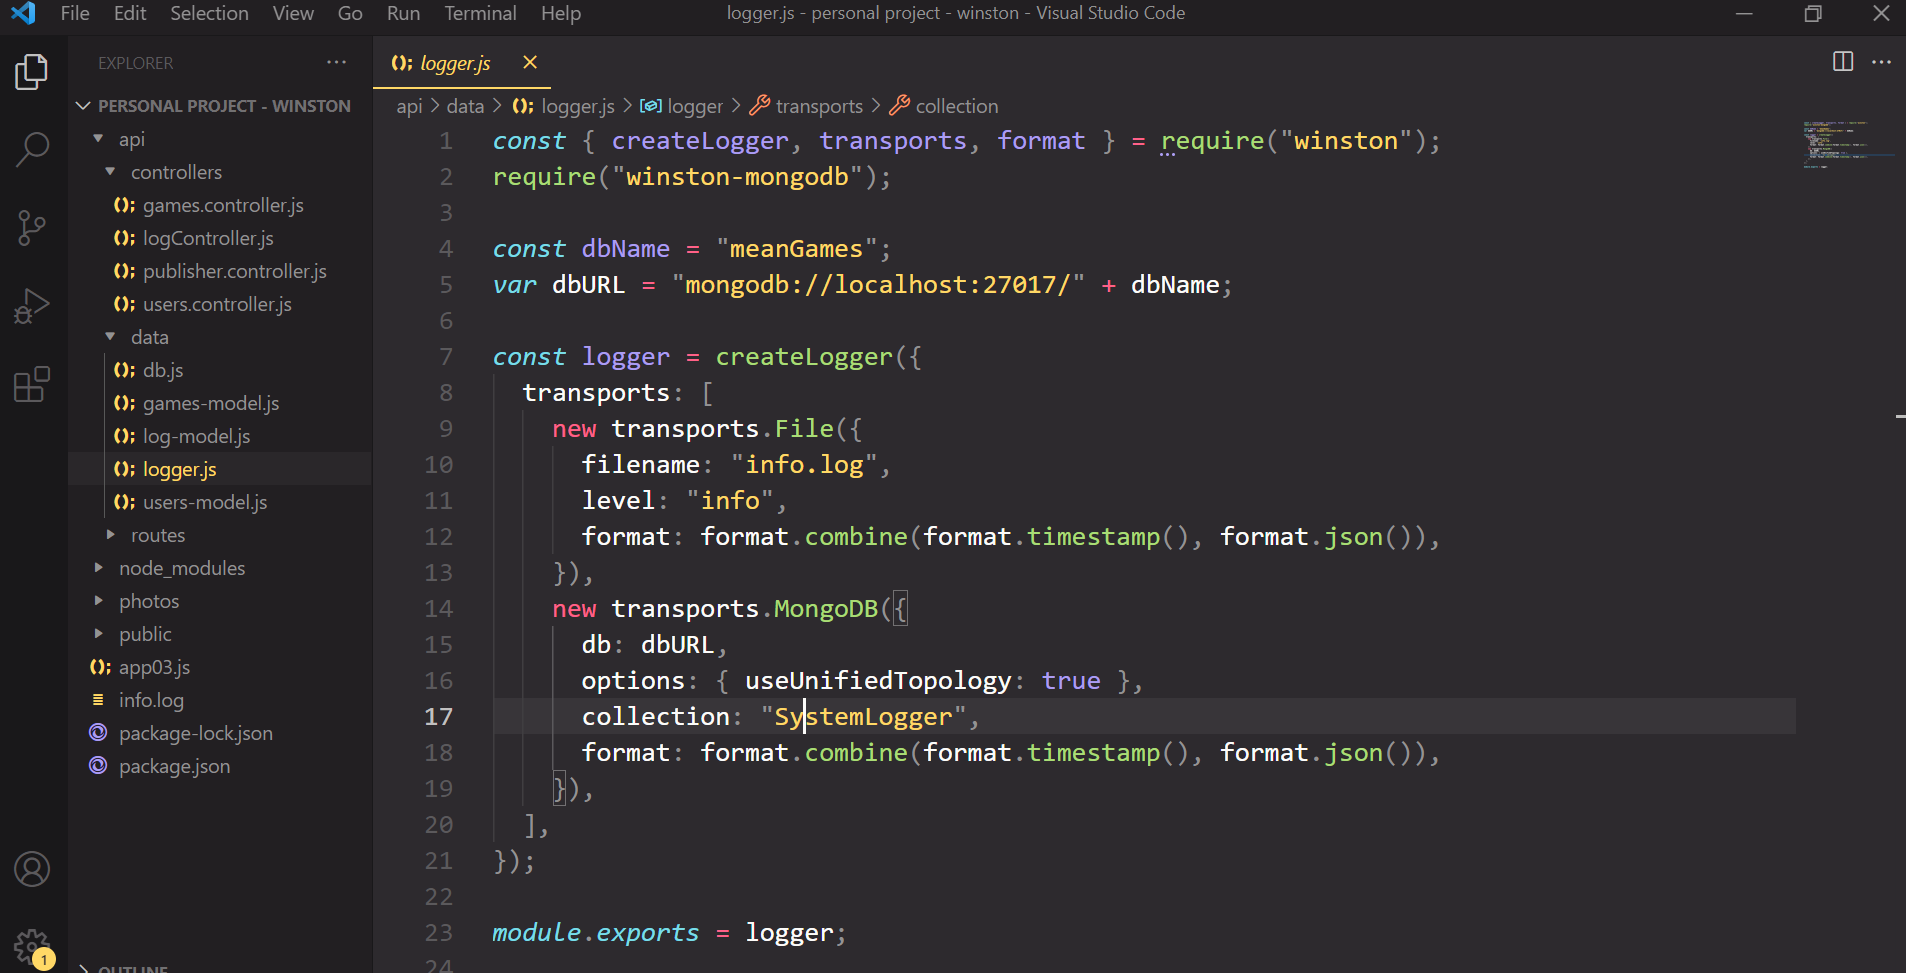 File Edit Selection View Go Run Terminal Help
logger.js - personal project - winston - Visual Studio Code
EXPLORER
PERSONAL PROJECT - WINSTON
api
controllers
games.controller.js
logController.js
publisher.controller.js
users.controller.js
data
db.js
games-model.js
log-model.js
logger.js
users-model.js
routes
node_modules
photos
public
app03.js
info.log
package-lock.json
package.json
OUTLINE
1
logger.js
api > data > logger.js > logger > transports > collection
1 const { createLogger, transports, format } = require("winston");
2 require("winston-mongodb");
3
4 const dbName = "meanGames";
5 var dbURL = "mongodb://localhost:27017/" + dbName;
6
7 const logger = createLogger({
8 transports: [
9 new transports.File({
10 filename: "info.log",
11 level: "info",
12 format: format.combine(format.timestamp(), format.json()),
13 }),
14 new transports.MongoDB({
15 db: dbURL,
16 options: { useUnifiedTopology: true },
17 collection: "SystemLogger",
18 format: format.combine(format.timestamp(), format.json()),
19 }),
20 ],
21 });
22
23 module.exports = logger;
24